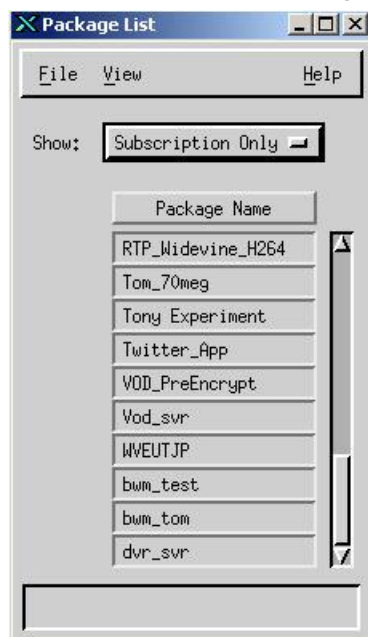 Package List
File View Help
Show: Subscription Only
Package Name
RTP_Widevine_H264
Tom_70meg
Tony Experiment
Twitter_App
VOD_PreEncrypt
Vod_svr
WVEUTJP
bwm_test
bwm_tom
dvr_svr